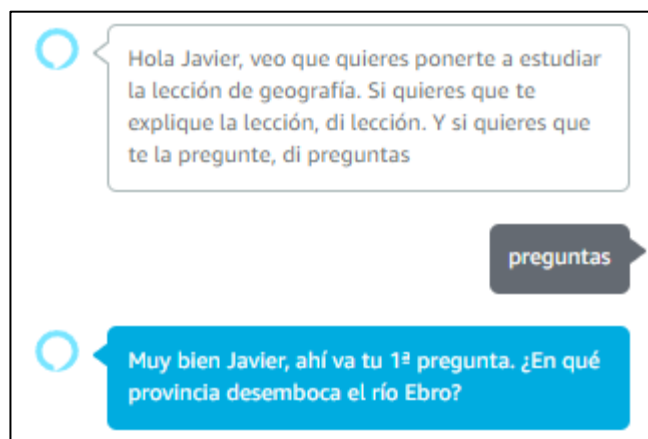 Hola Javier, veo que quieres ponerte a estudiar
la lección de geografía. Si quieres que te
explique la lección, di lección. Y si quieres que
te la pregunte, di preguntas
preguntas
Muy bien Javier, ahí va tu 1ª pregunta. ¿En qué
provincia desemboca el río Ebro?